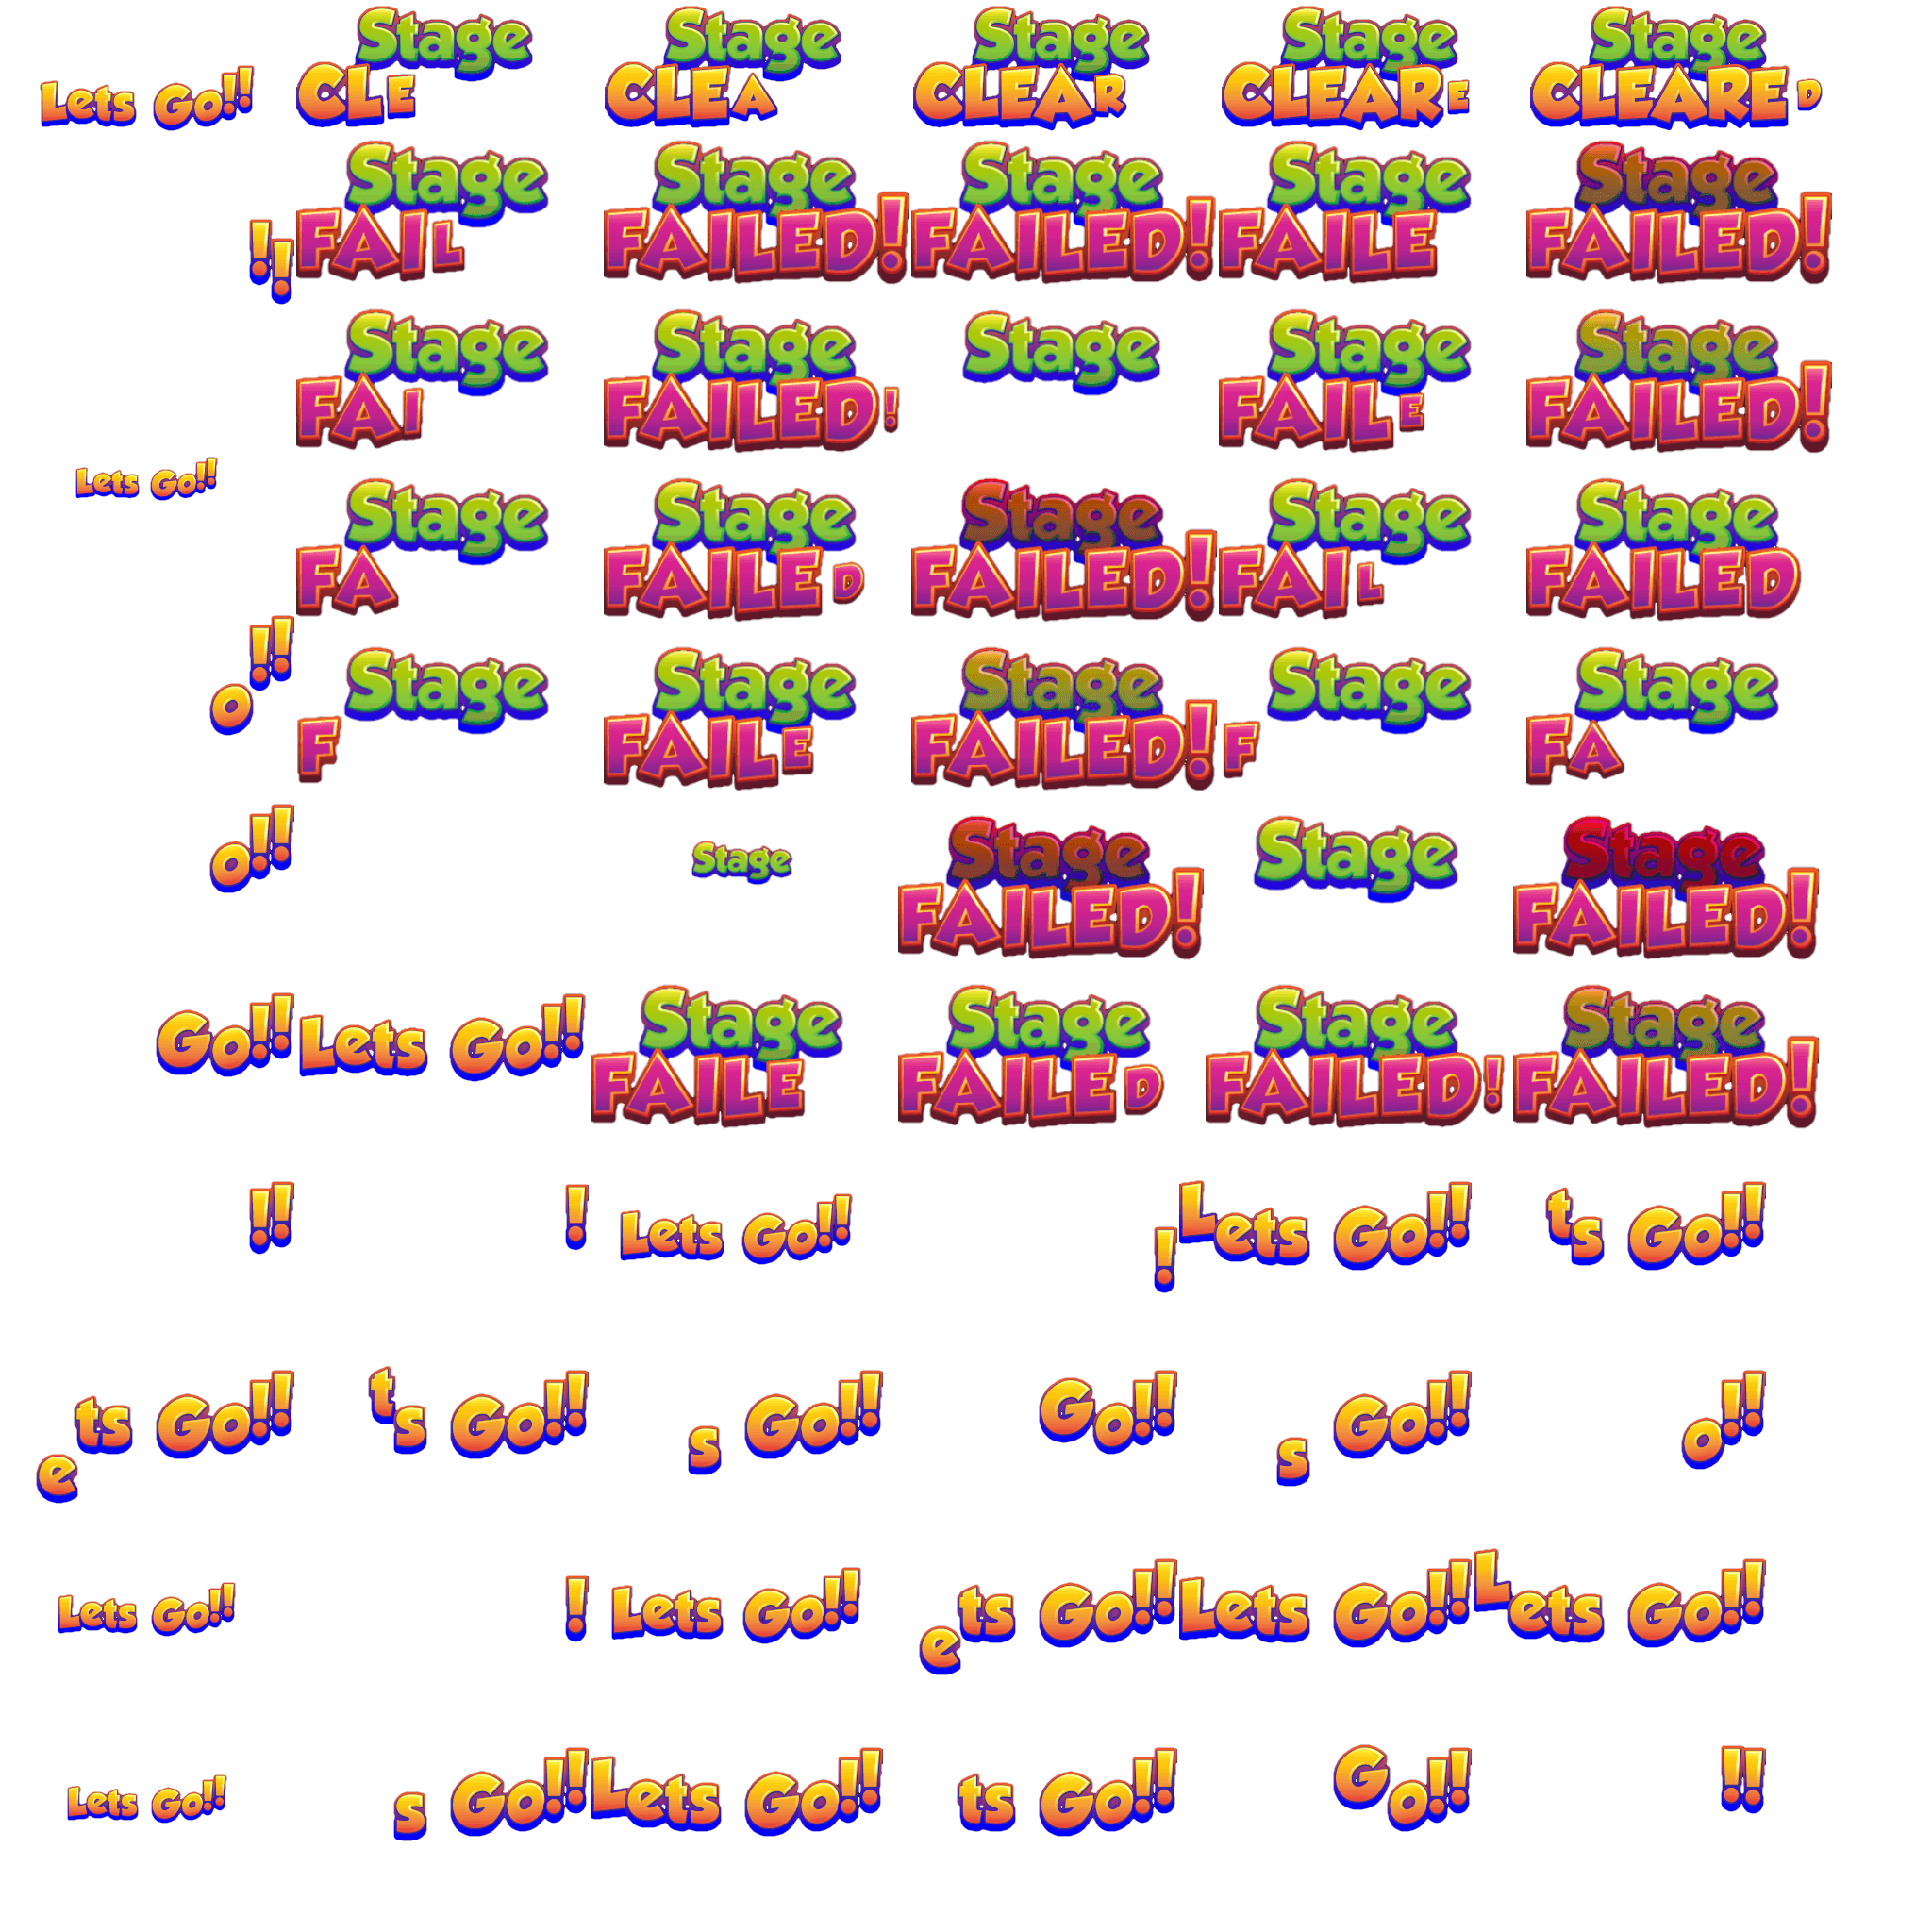 Stage Stage Stage Stage Stage
Lets Go!! CLE CLEA CLEAR CLEARE CLEARED
Stage Stage Stage Stage Stage
!! FAIL FAILED! FAILED! FAILE FAILED!
Stage Stage Stage Stage Stage
FAI FAILED! FAILE FAILED!
Lets Go!!
Stage Stage Stage Stage Stage
FA FAILED FAILED! FAIL FAILED
o!! Stage Stage Stage Stage Stage
F FAILE FAILED! F FA
o!! Stage Stage Stage Stage
FAILED! FAILED!
Go!! Lets Go!! Stage Stage Stage Stage
FAILE FAILED FAILED! FAILED!
!! ! Lets Go!! ! Lets Go!! ts Go!!
ets Go!! ts Go!! s Go!! Go!! s Go!! o!!
Lets Go!! ! Lets Go!! ets Go!! Lets Go!! Lets Go!!
Lets Go!! s Go!! Lets Go!! ts Go!! Go!! !!